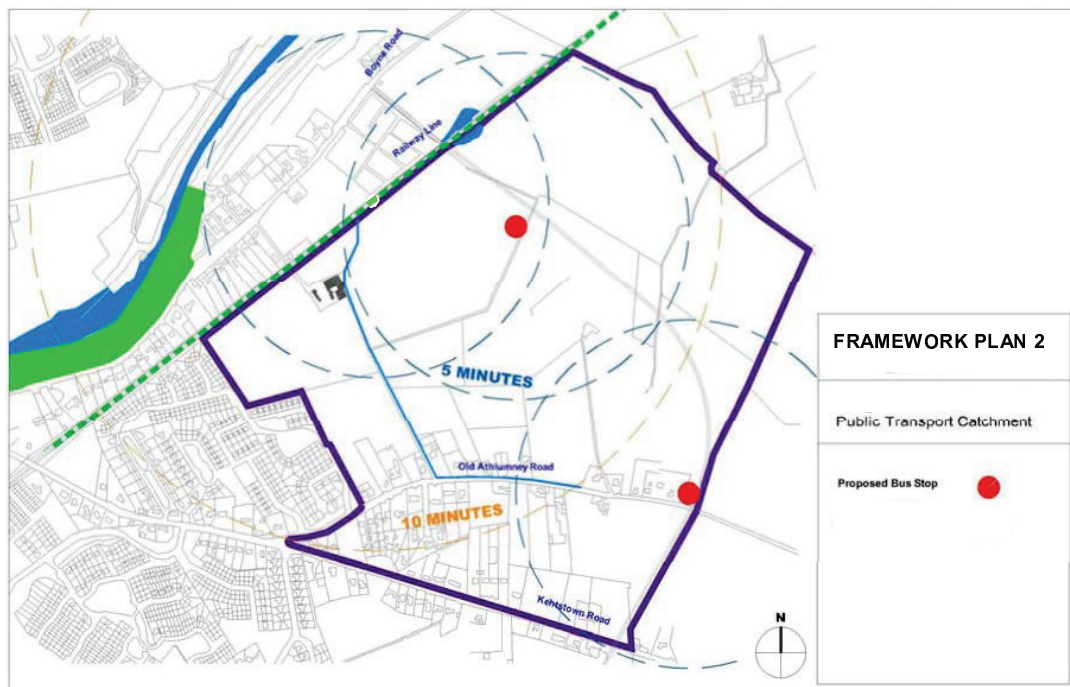 Boyne Road
Railway Line
5 MINUTES
Old Athlumney Road
10 MINUTES
Kentstown Road
N
FRAMEWORK PLAN 2
Public Transport Catchment
Proposed Bus Stop